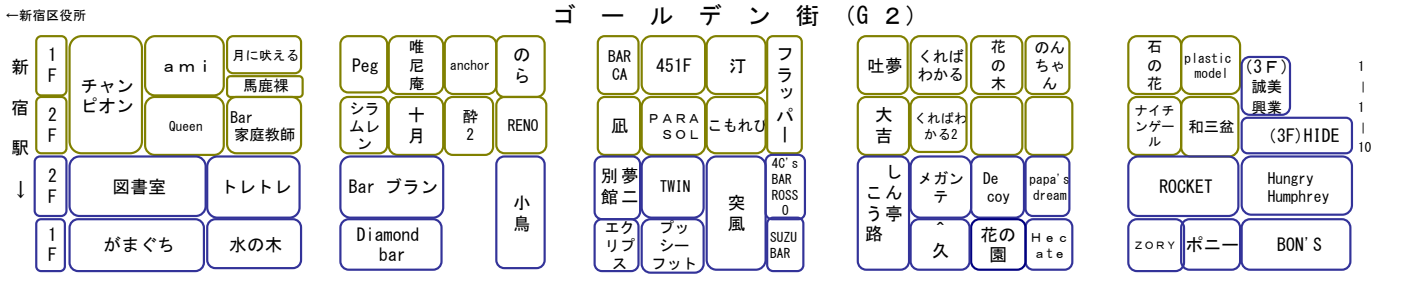 ←新宿区役所
ゴールデン街 (G2)
新宿駅↓
1F
2F
2F
1F
チャンピオン
ami
月に吠える
馬鹿裸
Queen
Bar
家庭教師
図書室
トレトレ
がまぐち
水の木
Peg
唯尼庵
anchor
のら
シラムレン
十月
酔2
RENO
Bar ブラン
小鳥
Diamond
bar
BAR
CA
451F
汀
フラッパー
凪
PARA
SOL
こもれび
夢二別館
TWIN
突風
4C's
BAR
ROSS
O
エクリプス
プッシーフット
SUZU
BAR
吐夢
くれば
わかる
花の木
のんちゃん
大吉
くればわ
かる2
しん亭こう路
メガン
テ
De
coy
papa's
dream
^
久
花の
園
Hec
ate
石の花
plastic
model
(3F)
誠美
興業
ナイチ
ンゲー
ル
和三盆
(3F)HIDE
ROCKET
Hungry
Humphrey
ZORY
ポニー
BON'S
1
|
1
|
10